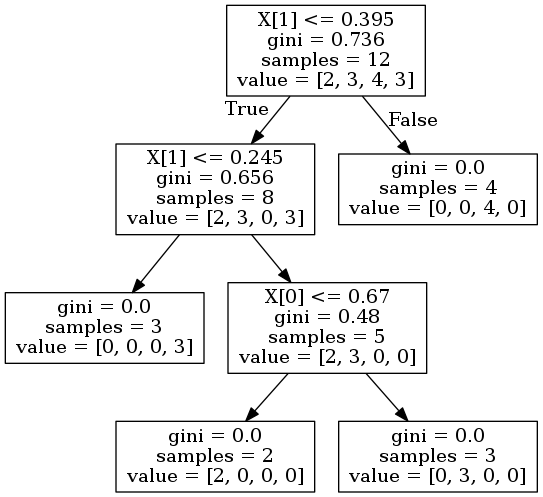 X[1] <= 0.395
gini = 0.736
samples = 12
value = [2, 3, 4, 3]
True
False
X[1] <= 0.245
gini = 0.656
samples = 8
value = [2, 3, 0, 3]
gini = 0.0
samples = 4
value = [0, 0, 4, 0]
gini = 0.0
samples = 3
value = [0, 0, 0, 3]
X[0] <= 0.67
gini = 0.48
samples = 5
value = [2, 3, 0, 0]
gini = 0.0
samples = 2
value = [2, 0, 0, 0]
gini = 0.0
samples = 3
value = [0, 3, 0, 0]